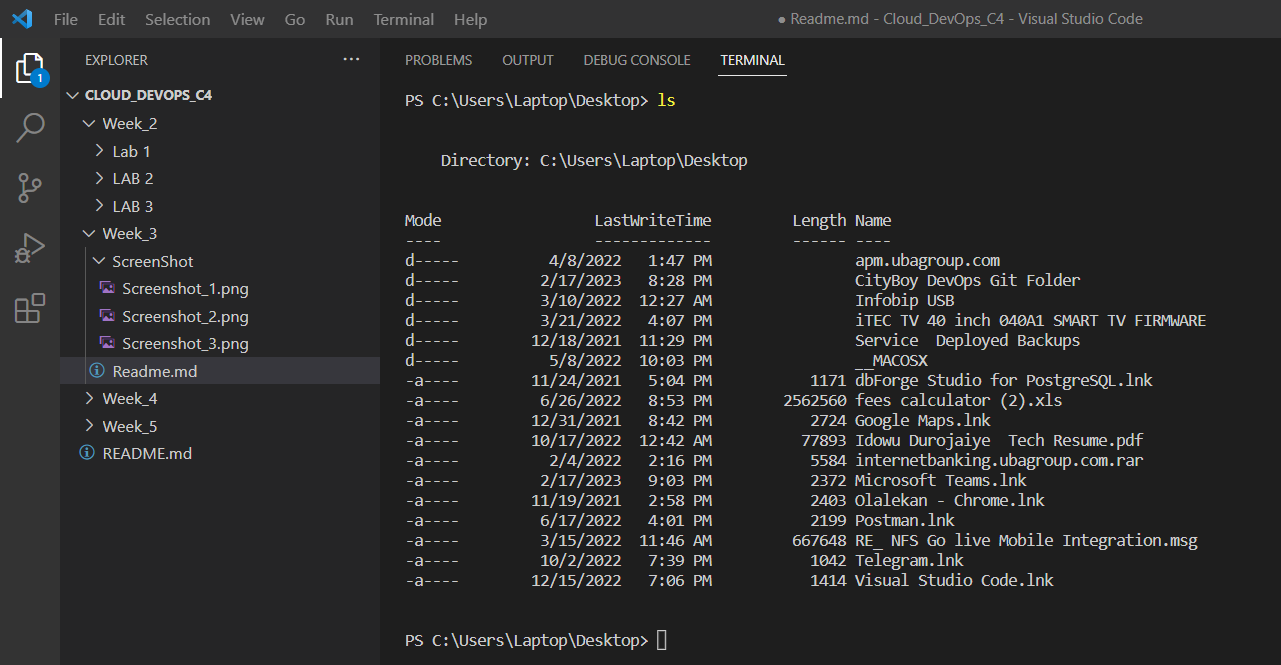 File Edit Selection View Go Run Terminal Help ● Readme.md - Cloud_DevOps_C4 - Visual Studio Code
EXPLORER ···
1
CLOUD_DEVOPS_C4
Week_2
Lab 1
LAB 2
LAB 3
Week_3
ScreenShot
Screenshot_1.png
Screenshot_2.png
Screenshot_3.png
Readme.md
Week_4
Week_5
README.md
PROBLEMS OUTPUT DEBUG CONSOLE TERMINAL
PS C:\Users\Laptop\Desktop> ls
Directory: C:\Users\Laptop\Desktop
Mode LastWriteTime Length Name
---- ------------- ------ ----
d----- 4/8/2022 1:47 PM apm.ubagroup.com
d----- 2/17/2023 8:28 PM CityBoy DevOps Git Folder
d----- 3/10/2022 12:27 AM Infobip USB
d----- 3/21/2022 4:07 PM iTEC TV 40 inch 040A1 SMART TV FIRMWARE
d----- 12/18/2021 11:29 PM Service  Deployed Backups
d----- 5/8/2022 10:03 PM __MACOSX
-a---- 11/24/2021 5:04 PM 1171 dbForge Studio for PostgreSQL.lnk
-a---- 6/26/2022 8:53 PM 2562560 fees calculator (2).xls
-a---- 12/31/2021 8:42 PM 2724 Google Maps.lnk
-a---- 10/17/2022 12:42 AM 77893 Idowu Durojaiye  Tech Resume.pdf
-a---- 2/4/2022 2:16 PM 5584 internetbanking.ubagroup.com.rar
-a---- 2/17/2023 9:03 PM 2372 Microsoft Teams.lnk
-a---- 11/19/2021 2:58 PM 2403 Olalekan - Chrome.lnk
-a---- 6/17/2022 4:01 PM 2199 Postman.lnk
-a---- 3/15/2022 11:46 AM 667648 RE_ NFS Go live Mobile Integration.msg
-a---- 10/2/2022 7:39 PM 1042 Telegram.lnk
-a---- 12/15/2022 7:06 PM 1414 Visual Studio Code.lnk
PS C:\Users\Laptop\Desktop>